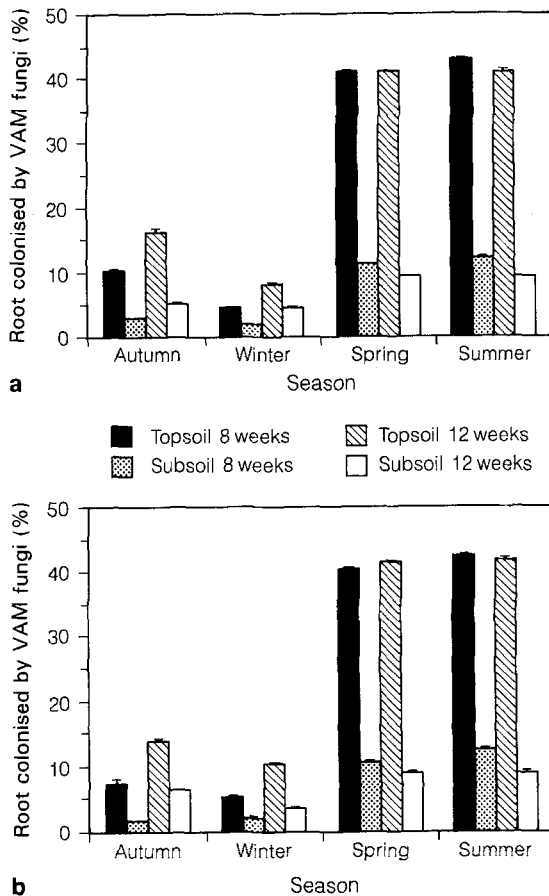 Root colonised by VAM fungi (%)
50
40
30
20
10
0
Autumn Winter Spring Summer
a
Season
Topsoil 8 weeks Topsoil 12 weeks
Subsoil 8 weeks Subsoil 12 weeks
Root colonised by VAM fungi (%)
50
40
30
20
10
0
Autumn Winter Spring Summer
b
Season